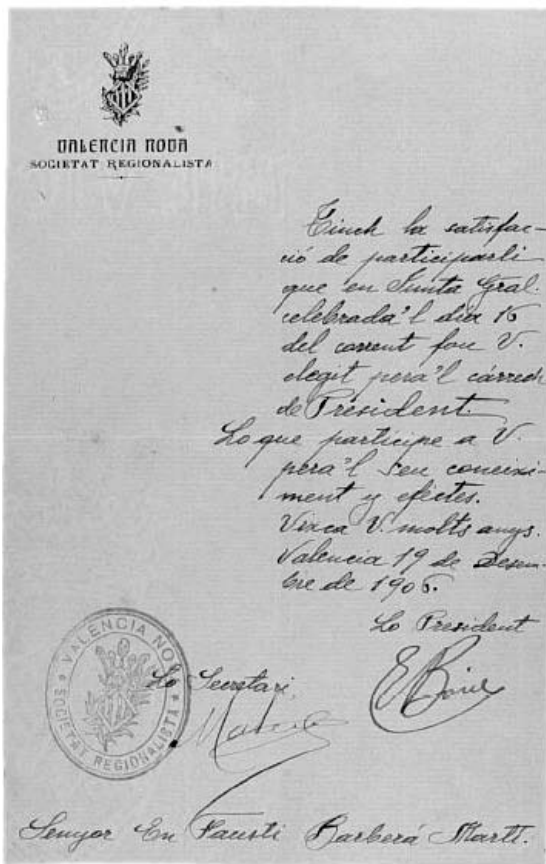 VALENCIA NOVA
SOCIETAT REGIONALISTA
Tinch la satisfac-
ció de participarli
que en Junta Gral.
celebrada'l dia 16
del corrent fou V.
elegit pera'l cárrech
de President.
Lo que participe a V.
pera'l seu coneixi-
ment y efectes.
Vixca V. molts anys.
Valencia 19 de Desem-
bre de 1906.
Lo President
Lo Secretari,
VALENCIA NOVA
SOCIETAT REGIONALISTA
Senyor En Faustí Barberá Martí.